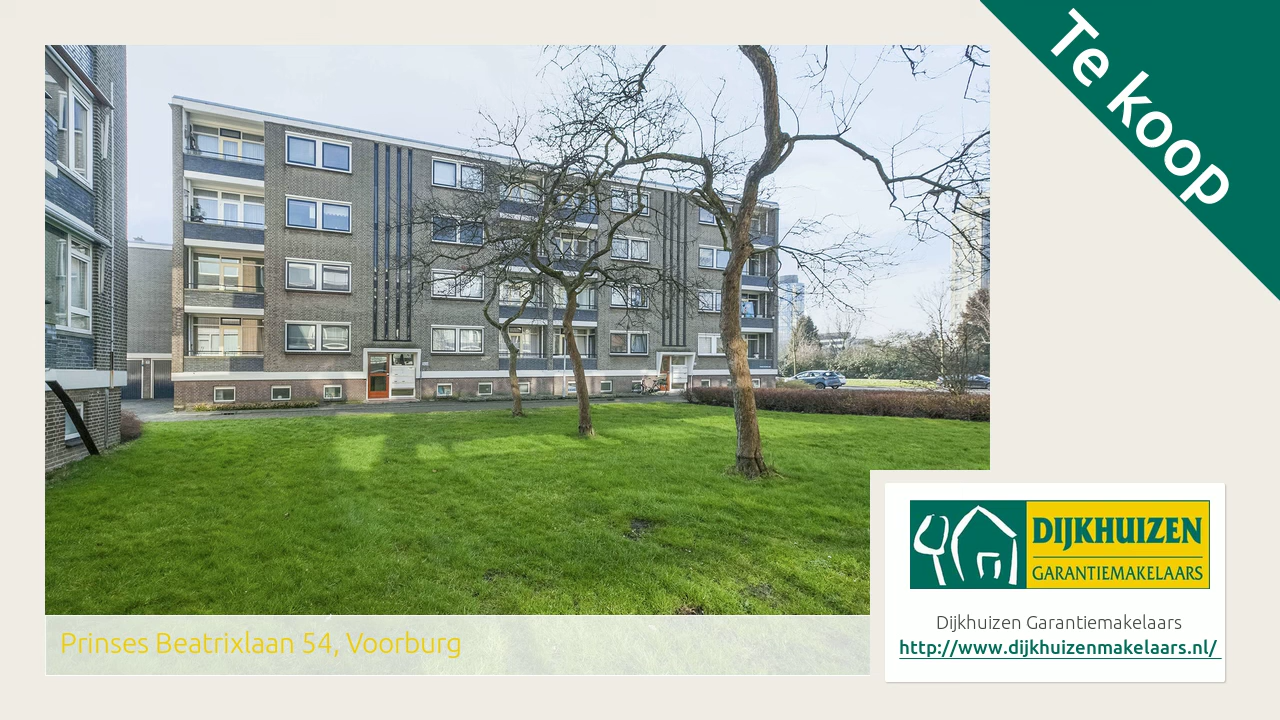 Te koop
DIJKHUIZEN
GARANTIEMAKELAARS
Dijkhuizen Garantiemakelaars
http://www.dijkhuizenmakelaars.nl/
Prinses Beatrixlaan 54, Voorburg